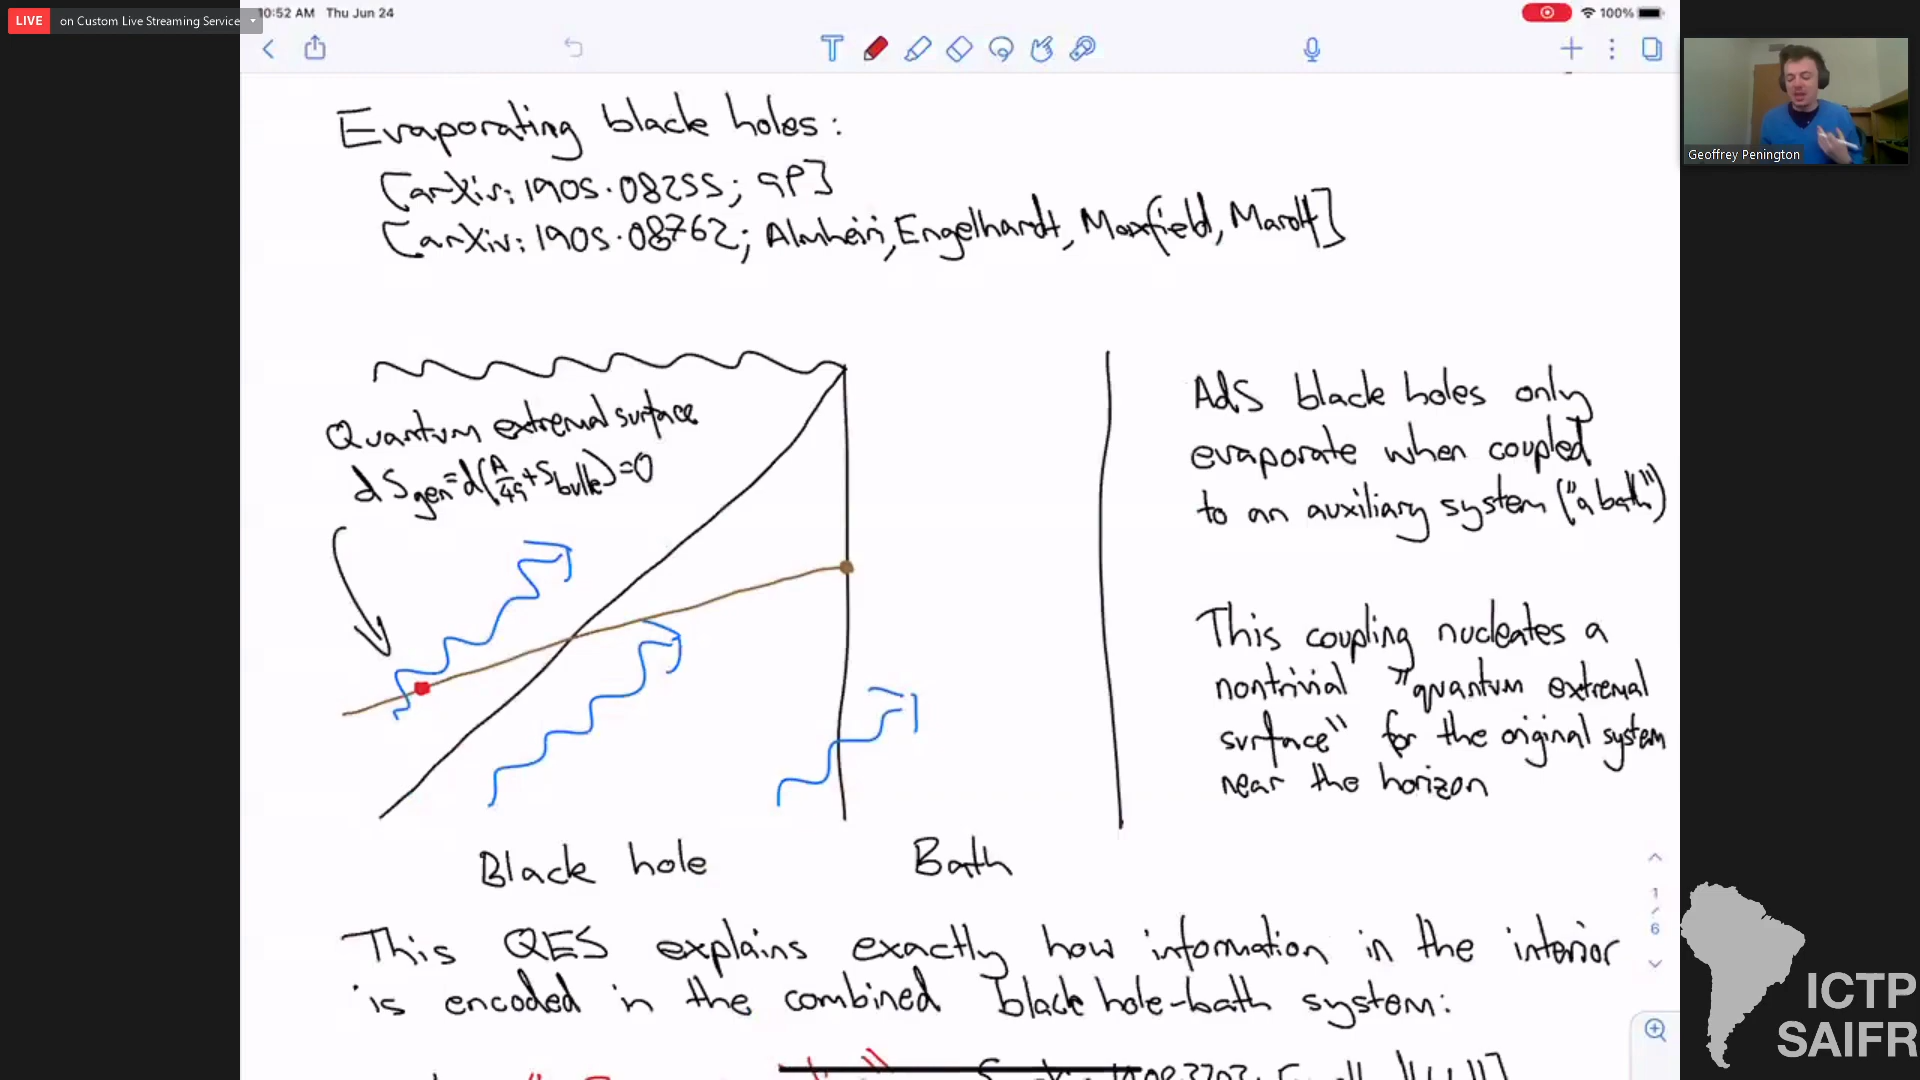 LIVE on Custom Live Streaming Service
10:52 AM Thu Jun 24
100%
Geoffrey Penington
Evaporating black holes:
[arXiv: 1905.08255; GP]
[arXiv: 1905.08762; Almheiri, Engelhardt, Maxfield, Marolf]
Quantum extremal surface
dSgen = d(A/4G + Sbulk) = 0
Black hole
Bath
AdS black holes only
evaporate when coupled
to an auxiliary system ("a bath")
This coupling nucleates a
nontrivial "quantum extremal
surface" for the original system
near the horizon
This QES explains exactly how information in the interior
is encoded in the combined black hole-bath system:
1
/
6
ICTP
SAIFR